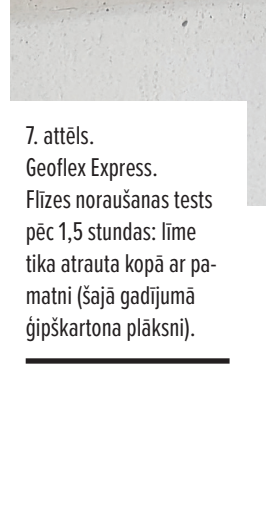 7. attēls.
Geoflex Express.
Flīzes noraušanas tests
pēc 1,5 stundas: līme
tika atrauta kopā ar pa-
matni (šajā gadījumā
ģipškartona plāksni).